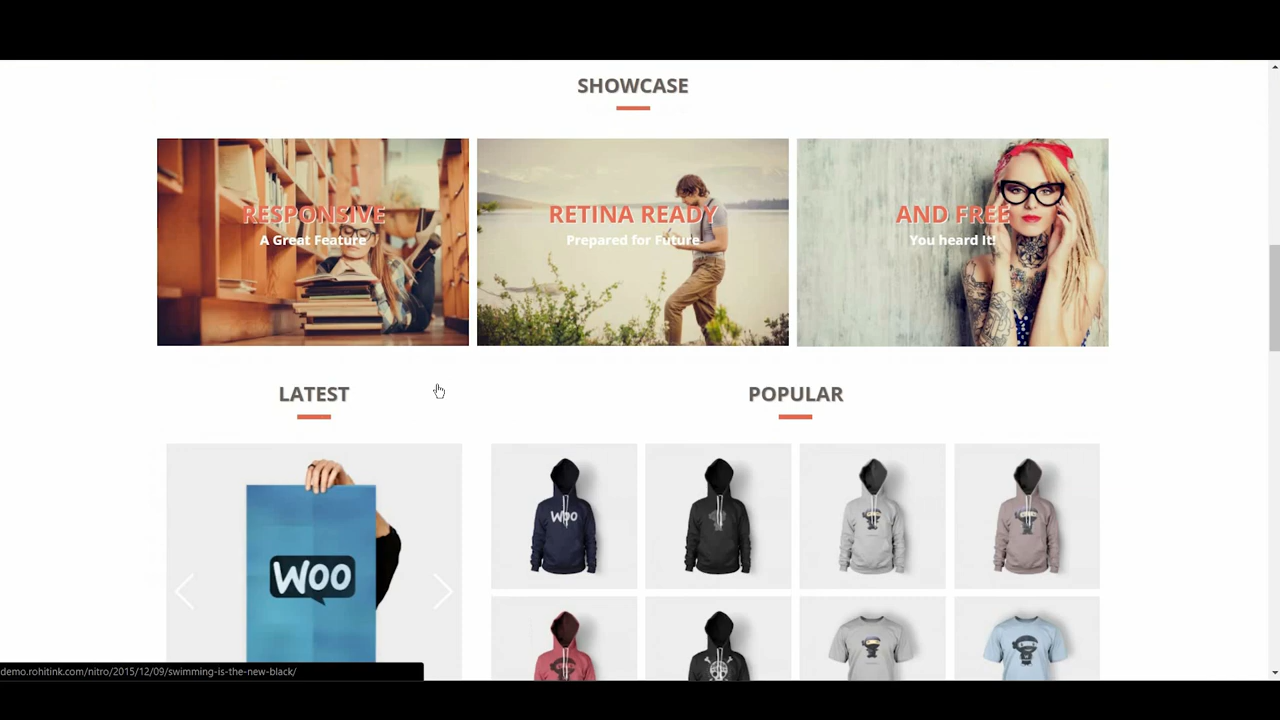 SHOWCASE
RESPONSIVE
A Great Feature
RETINA READY
Prepared for Future
AND FREE
You heard It!
LATEST
POPULAR
Woo
Woo
demo.rohitink.com/nitro/2015/12/09/swimming-is-the-new-black/